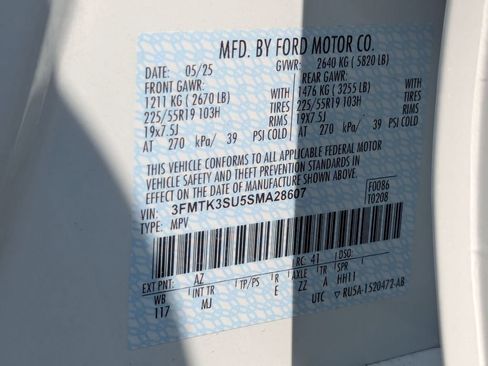 MFD. BY FORD MOTOR CO.
DATE: 05/25 GVWR: 2640 KG ( 5820 LB)
FRONT GAWR: REAR GAWR:
1211 KG ( 2670 LB) WITH 1476 KG ( 3255 LB) WITH
225/55R19 103H TIRES 225/55R19 103H TIRES
19x7.5J RIMS 19x7.5J RIMS
AT 270 kPa/ 39 PSI COLD AT 270 kPa/ 39 PSI COLD
THIS VEHICLE CONFORMS TO ALL APPLICABLE FEDERAL MOTOR
VEHICLE SAFETY AND THEFT PREVENTION STANDARDS IN
EFFECT ON THE DATE OF MANUFACTURE SHOWN ABOVE.
VIN: 3FMTK3SU5SMA28607 F0086
TYPE: MPV T0208
EXT PNT: AZ RC: 41 DSO:
WB INT TR TP/PS R AXLE TR SPR
117 MJ E ZZ A HH11
UTC ▽ RU5A-1520472-AB